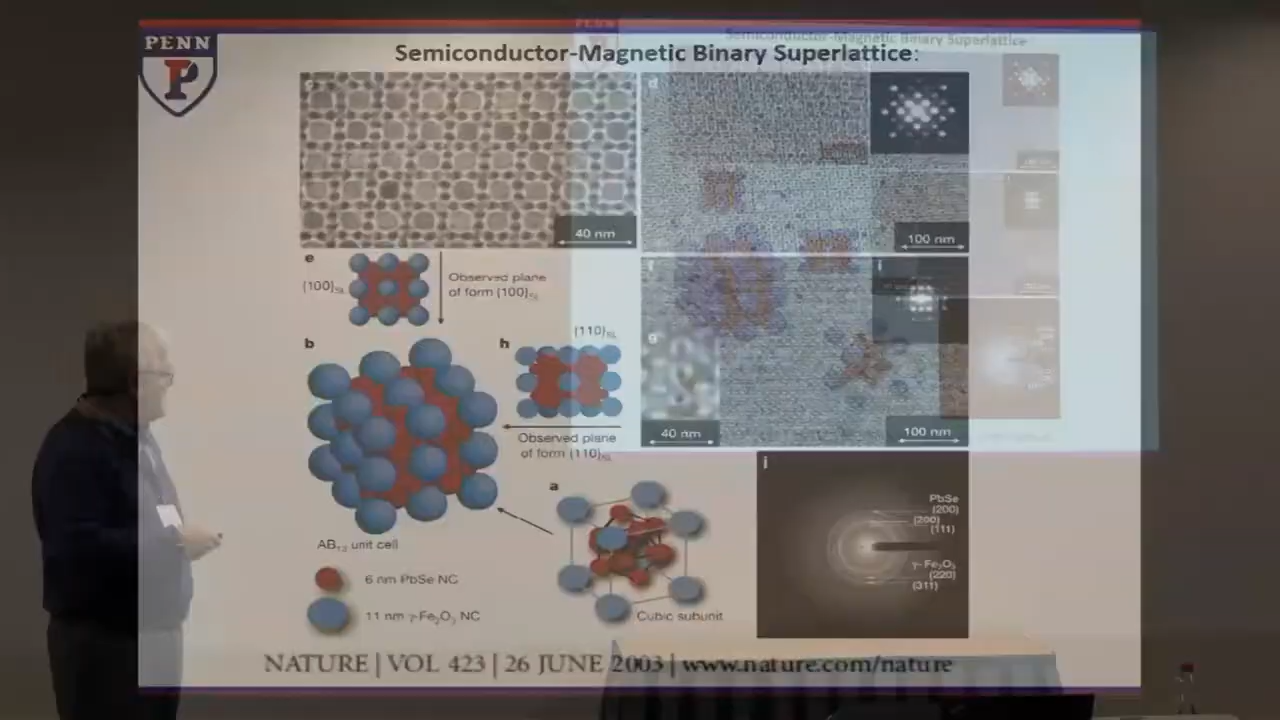 PENN
P
Semiconductor-Magnetic Binary Superlattice:
Semiconductor-Magnetic Binary Superlattice
d
40 nm
100 nm
e
(100)SL
Observed plane
of form (100)SL
f
i
g
40 nm
100 nm
b
h
(110)SL
Observed plane
of form (110)SL
a
AB13 unit cell
6 nm PbSe NC
11 nm γ-Fe2O3 NC
Cubic subunit
j
PbSe
(200)
(200)
(111)
γ-Fe2O3
(220)
(311)
NATURE | VOL 423 | 26 JUNE 2003 | www.nature.com/nature